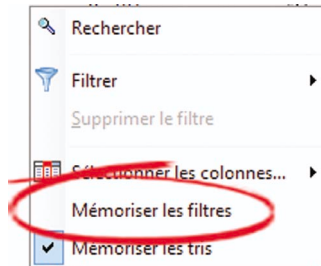 Rechercher
Filtrer
Supprimer le filtre
Sélectionner les colonnes...
Mémoriser les filtres
Mémoriser les tris